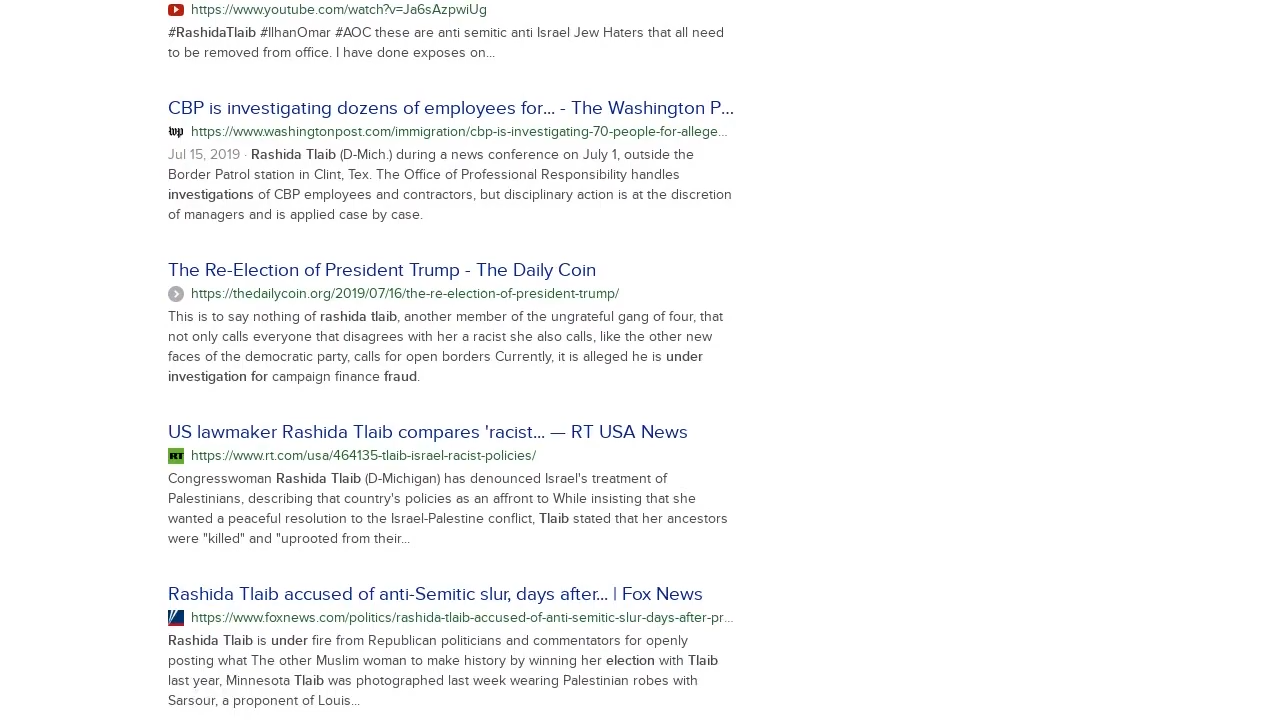 https://www.youtube.com/watch?v=Ja6sAzpwiUg
#RashidaTlaib #IlhanOmar #AOC these are anti semitic anti Israel Jew Haters that all need
to be removed from office. I have done exposes on...
CBP is investigating dozens of employees for... - The Washington P...
wp https://www.washingtonpost.com/immigration/cbp-is-investigating-70-people-for-allege...
Jul 15, 2019 · Rashida Tlaib (D-Mich.) during a news conference on July 1, outside the
Border Patrol station in Clint, Tex. The Office of Professional Responsibility handles
investigations of CBP employees and contractors, but disciplinary action is at the discretion
of managers and is applied case by case.
The Re-Election of President Trump - The Daily Coin
https://thedailycoin.org/2019/07/16/the-re-election-of-president-trump/
This is to say nothing of rashida tlaib, another member of the ungrateful gang of four, that
not only calls everyone that disagrees with her a racist she also calls, like the other new
faces of the democratic party, calls for open borders Currently, it is alleged he is under
investigation for campaign finance fraud.
US lawmaker Rashida Tlaib compares 'racist... — RT USA News
RT https://www.rt.com/usa/464135-tlaib-israel-racist-policies/
Congresswoman Rashida Tlaib (D-Michigan) has denounced Israel's treatment of
Palestinians, describing that country's policies as an affront to While insisting that she
wanted a peaceful resolution to the Israel-Palestine conflict, Tlaib stated that her ancestors
were "killed" and "uprooted from their...
Rashida Tlaib accused of anti-Semitic slur, days after... | Fox News
https://www.foxnews.com/politics/rashida-tlaib-accused-of-anti-semitic-slur-days-after-pr...
Rashida Tlaib is under fire from Republican politicians and commentators for openly
posting what The other Muslim woman to make history by winning her election with Tlaib
last year, Minnesota Tlaib was photographed last week wearing Palestinian robes with
Sarsour, a proponent of Louis...